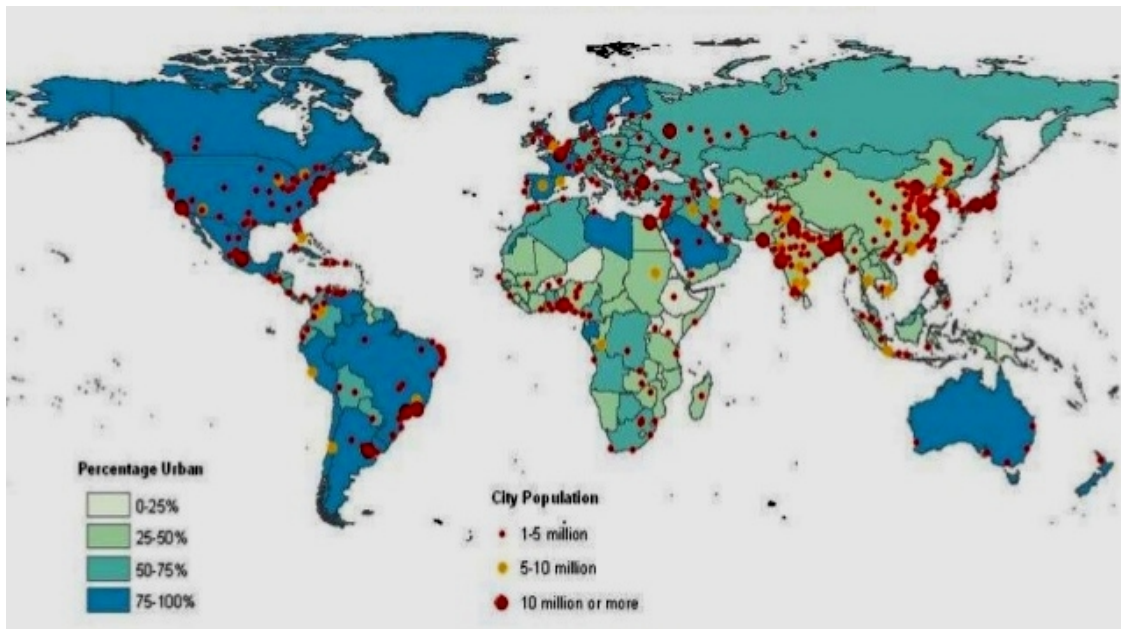 Percentage Urban
0-25%
25-50%
50-75%
75-100%
City Population
1-5 million
5-10 million
10 million or more